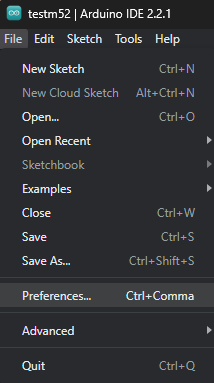 testm52 | Arduino IDE 2.2.1
File Edit Sketch Tools Help
New Sketch Ctrl+N
New Cloud Sketch Alt+Ctrl+N
Open... Ctrl+O
Open Recent
Sketchbook
Examples
Close Ctrl+W
Save Ctrl+S
Save As... Ctrl+Shift+S
Preferences... Ctrl+Comma
Advanced
Quit Ctrl+Q